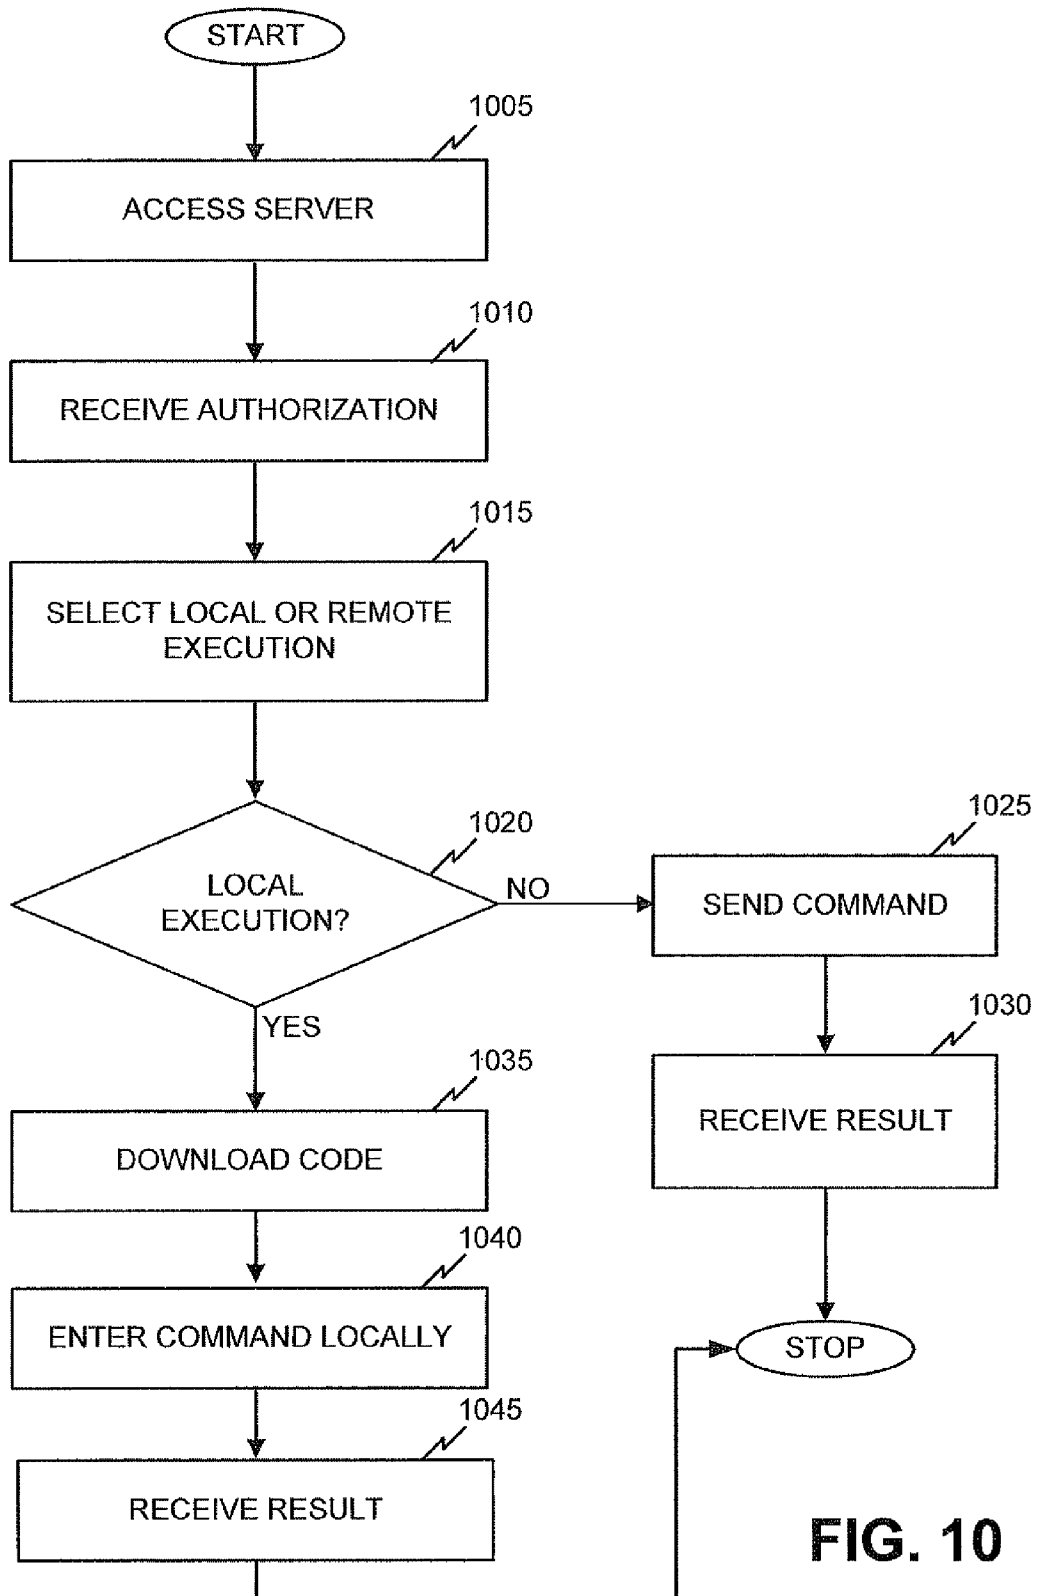 START
1005
ACCESS SERVER
1010
RECEIVE AUTHORIZATION
1015
SELECT LOCAL OR REMOTE
EXECUTION
1020
LOCAL
EXECUTION?
NO
1025
SEND COMMAND
1030
RECEIVE RESULT
YES
1035
DOWNLOAD CODE
1040
ENTER COMMAND LOCALLY
1045
RECEIVE RESULT
STOP
FIG. 10